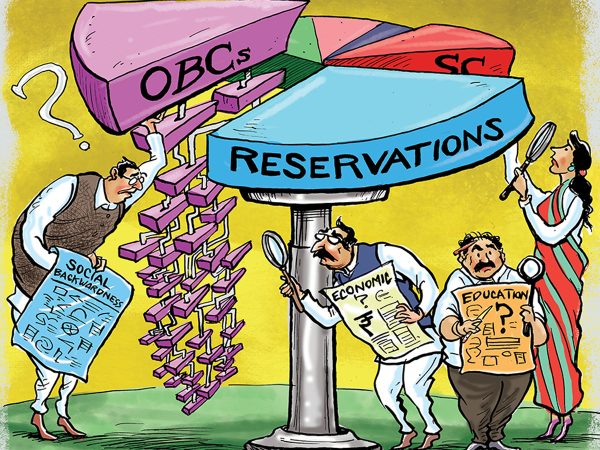 OBCs
SC
RESERVATIONS
SOCIAL
BACKWARDNESS
ECONOMIC
?
₹
EDUCATION
?
?